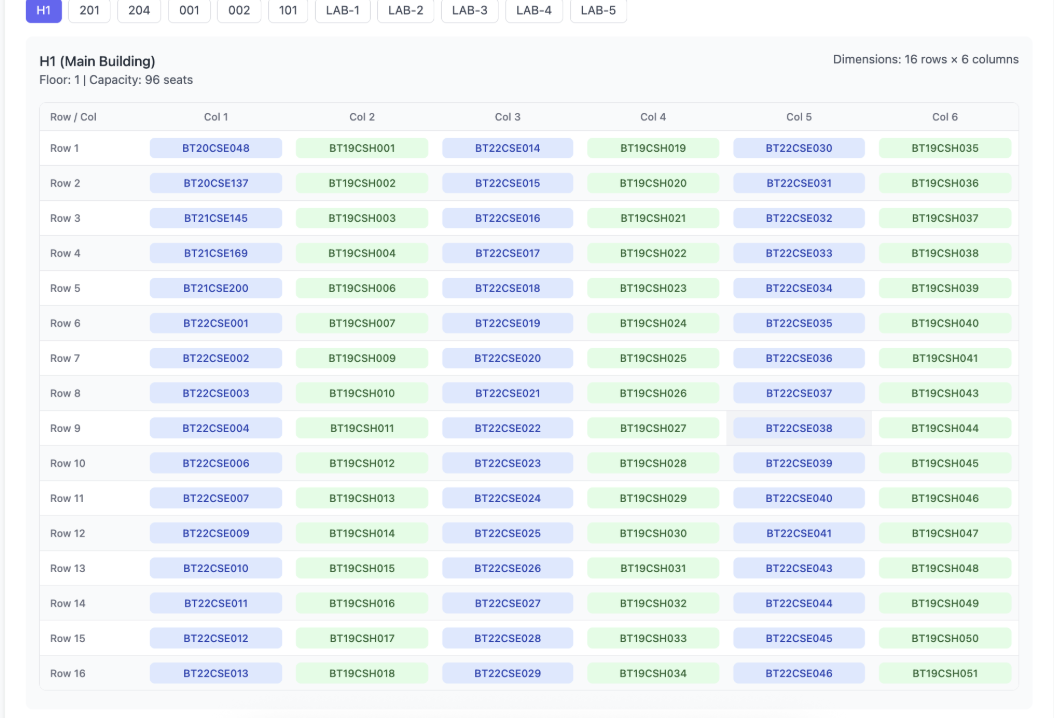 H1 201 204 001 002 101 LAB-1 LAB-2 LAB-3 LAB-4 LAB-5
H1 (Main Building) Dimensions: 16 rows × 6 columns
Floor: 1 | Capacity: 96 seats
Row / Col Col 1 Col 2 Col 3 Col 4 Col 5 Col 6
Row 1 BT20CSE048 BT19CSH001 BT22CSE014 BT19CSH019 BT22CSE030 BT19CSH035
Row 2 BT20CSE137 BT19CSH002 BT22CSE015 BT19CSH020 BT22CSE031 BT19CSH036
Row 3 BT21CSE145 BT19CSH003 BT22CSE016 BT19CSH021 BT22CSE032 BT19CSH037
Row 4 BT21CSE169 BT19CSH004 BT22CSE017 BT19CSH022 BT22CSE033 BT19CSH038
Row 5 BT21CSE200 BT19CSH006 BT22CSE018 BT19CSH023 BT22CSE034 BT19CSH039
Row 6 BT22CSE001 BT19CSH007 BT22CSE019 BT19CSH024 BT22CSE035 BT19CSH040
Row 7 BT22CSE002 BT19CSH009 BT22CSE020 BT19CSH025 BT22CSE036 BT19CSH041
Row 8 BT22CSE003 BT19CSH010 BT22CSE021 BT19CSH026 BT22CSE037 BT19CSH043
Row 9 BT22CSE004 BT19CSH011 BT22CSE022 BT19CSH027 BT22CSE038 BT19CSH044
Row 10 BT22CSE006 BT19CSH012 BT22CSE023 BT19CSH028 BT22CSE039 BT19CSH045
Row 11 BT22CSE007 BT19CSH013 BT22CSE024 BT19CSH029 BT22CSE040 BT19CSH046
Row 12 BT22CSE009 BT19CSH014 BT22CSE025 BT19CSH030 BT22CSE041 BT19CSH047
Row 13 BT22CSE010 BT19CSH015 BT22CSE026 BT19CSH031 BT22CSE043 BT19CSH048
Row 14 BT22CSE011 BT19CSH016 BT22CSE027 BT19CSH032 BT22CSE044 BT19CSH049
Row 15 BT22CSE012 BT19CSH017 BT22CSE028 BT19CSH033 BT22CSE045 BT19CSH050
Row 16 BT22CSE013 BT19CSH018 BT22CSE029 BT19CSH034 BT22CSE046 BT19CSH051